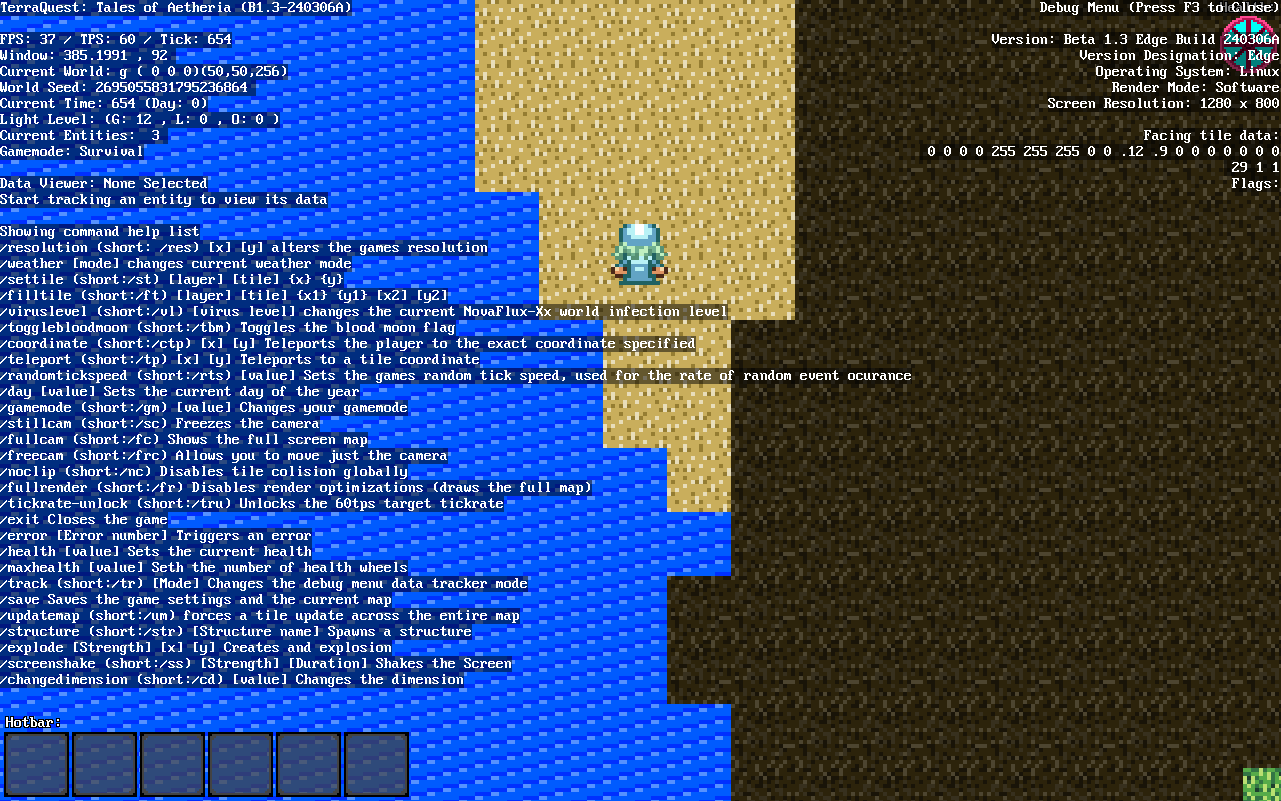 TerraQuest: Tales of Aetheria (B1.3-240306A)
FPS: 37 / TPS: 60 / Tick: 654
Window: 385.1991 , 92
Current World: g ( 0 0 0)(50,50,256)
World Seed: 2695055831795236864
Current Time: 654 (Day: 0)
Light Level: (G: 12 , L: 0 , O: 0 )
Current Entities:  3
Gamemode: Survival
Data Viewer: None Selected
Start tracking an entity to view its data
Showing command help list
/resolution (short: /res) [x] [y] alters the games resolution
/weather [mode] changes current weather mode
/settile (short:/st) [layer] [tile] {x} {y}
/filltile (short:/ft) [layer] [tile] {x1} {y1} [x2] [y2]
/viruslevel (short:/vl) [virus level] changes the current NovaFlux-Xx world infection level
/togglebloodmoon (short:/tbm) Toggles the blood moon flag
/coordinate (short:/ctp) [x] [y] Teleports the player to the exact coordinate specified
/teleport (short:/tp) [x] [y] Teleports to a tile coordinate
/randomtickspeed (short:/rts) [value] Sets the games random tick speed, used for the rate of random event ocurance
/day [value] Sets the current day of the year
/gamemode (short:/gm) [value] Changes your gamemode
/stillcam (short:/sc) Freezes the camera
/fullcam (short:/fc) Shows the full screen map
/freecam (short:/frc) Allows you to move just the camera
/noclip (short:/nc) Disables tile colision globally
/fullrender (short:/fr) Disables render optimizations (draws the full map)
/tickrate-unlock (short:/tru) Unlocks the 60tps target tickrate
/exit Closes the game
/error [Error number] Triggers an error
/health [value] Sets the current health
/maxhealth [value] Seth the number of health wheels
/track (short:/tr) [Mode] Changes the debug menu data tracker mode
/save Saves the game settings and the current map
/updatemap (short:/um) forces a tile update across the entire map
/structure (short:/str) [Structure name] Spawns a structure
/explode [Strength] [x] [y] Creates and explosion
/screenshake (short:/ss) [Strength] [Duration] Shakes the Screen
/changedimension (short:/cd) [value] Changes the dimension
Hotbar:
Debug Menu (Press F3 to Close)
Version: Beta 1.3 Edge Build 240306A
Version Designation: Edge
Operating System: Linux
Render Mode: Software
Screen Resolution: 1280 x 800
Facing tile data:
0 0 0 0 255 255 255 0 0 .12 .9 0 0 0 0 0 0 0
29 1 1
Flags: